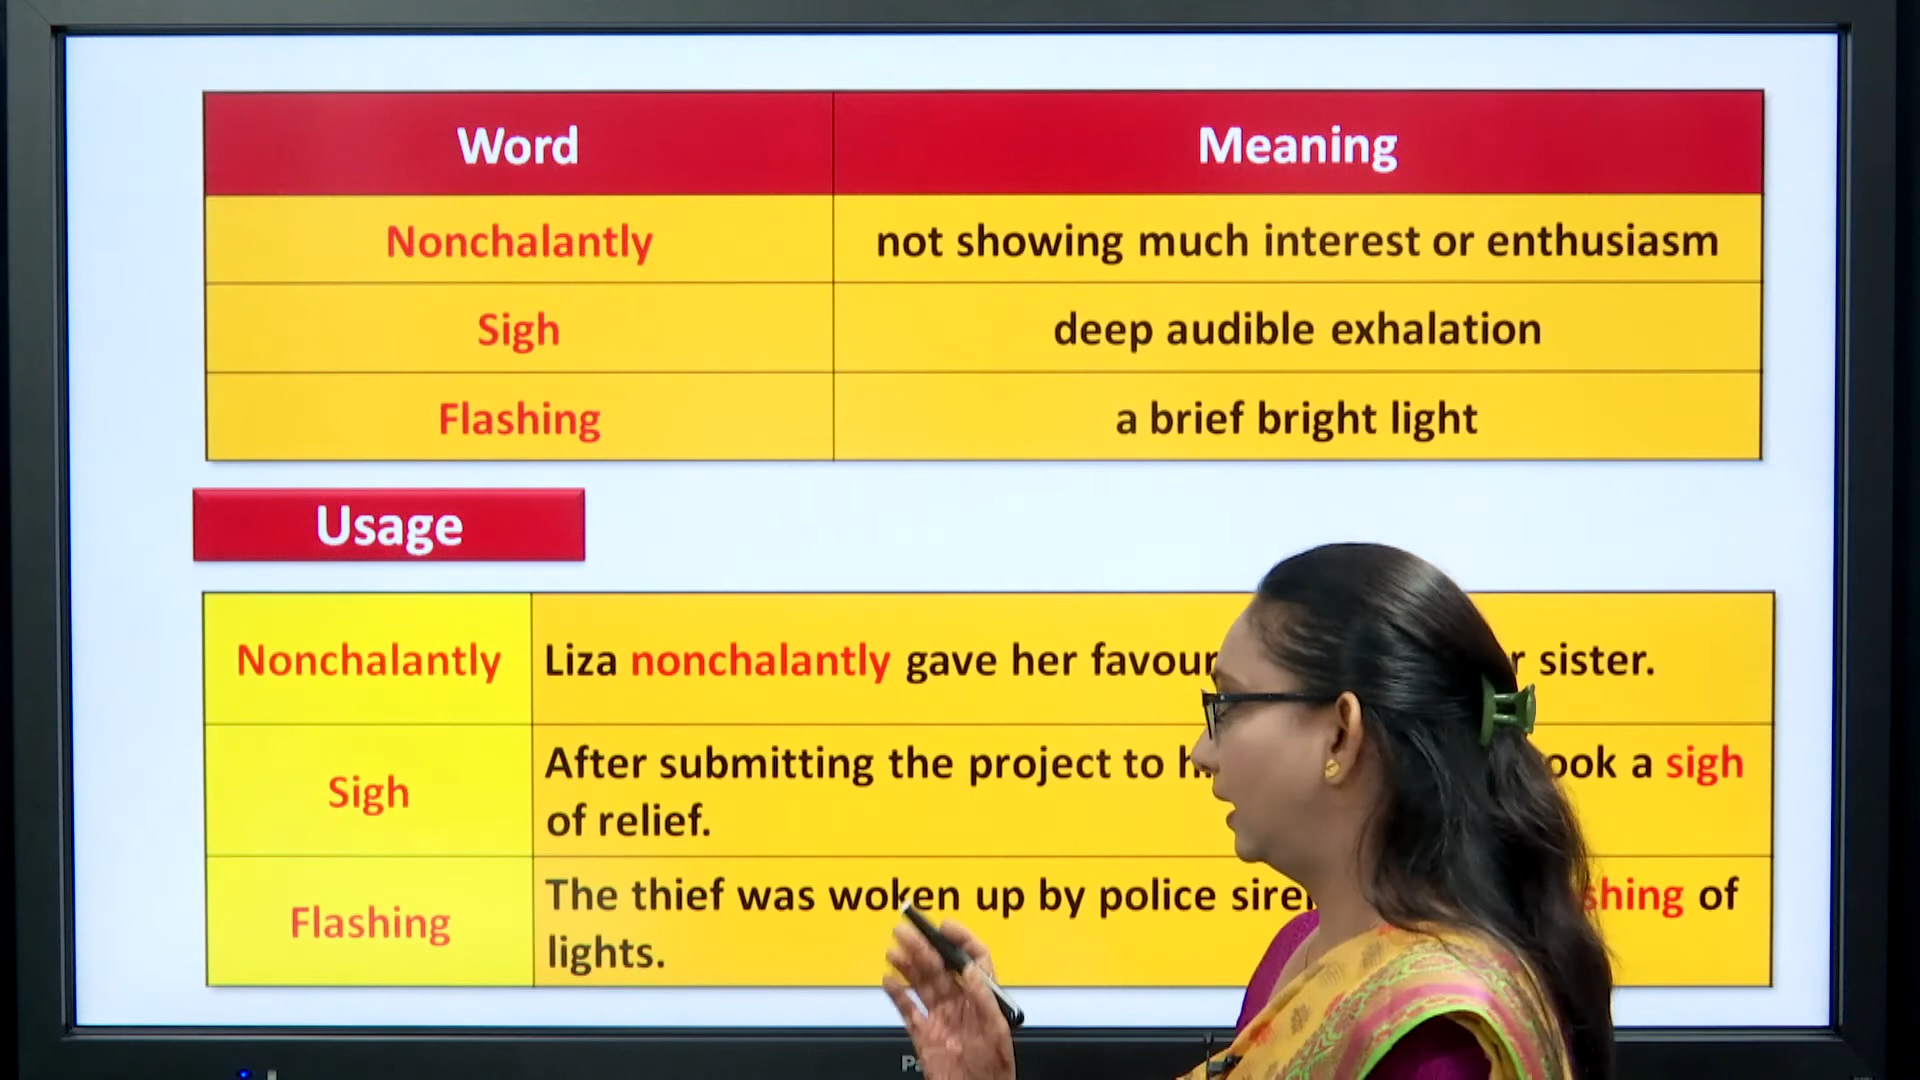 Word Meaning
Nonchalantly not showing much interest or enthusiasm
Sigh deep audible exhalation
Flashing a brief bright light
Usage
Nonchalantly Liza nonchalantly gave her sister.
Sigh After submitting the project to a sigh
of relief.
Flashing The thief was woken up by police of
lights.